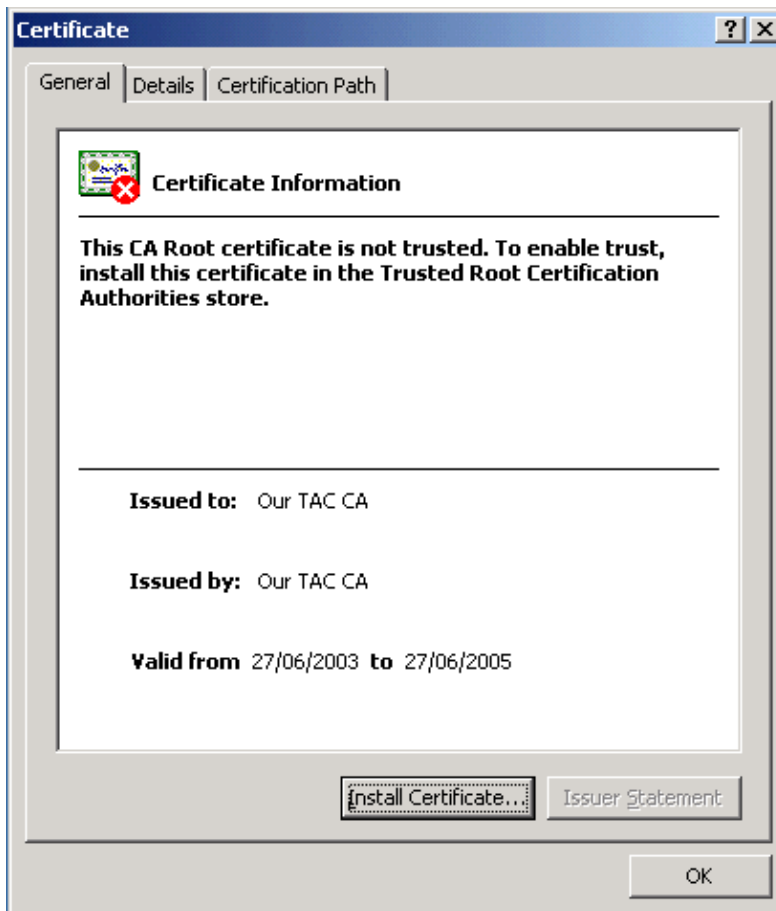 Certificate
General Details Certification Path
Certificate Information
This CA Root certificate is not trusted. To enable trust,
install this certificate in the Trusted Root Certification
Authorities store.
Issued to: Our TAC CA
Issued by: Our TAC CA
Valid from 27/06/2003 to 27/06/2005
Install Certificate... Issuer Statement
OK